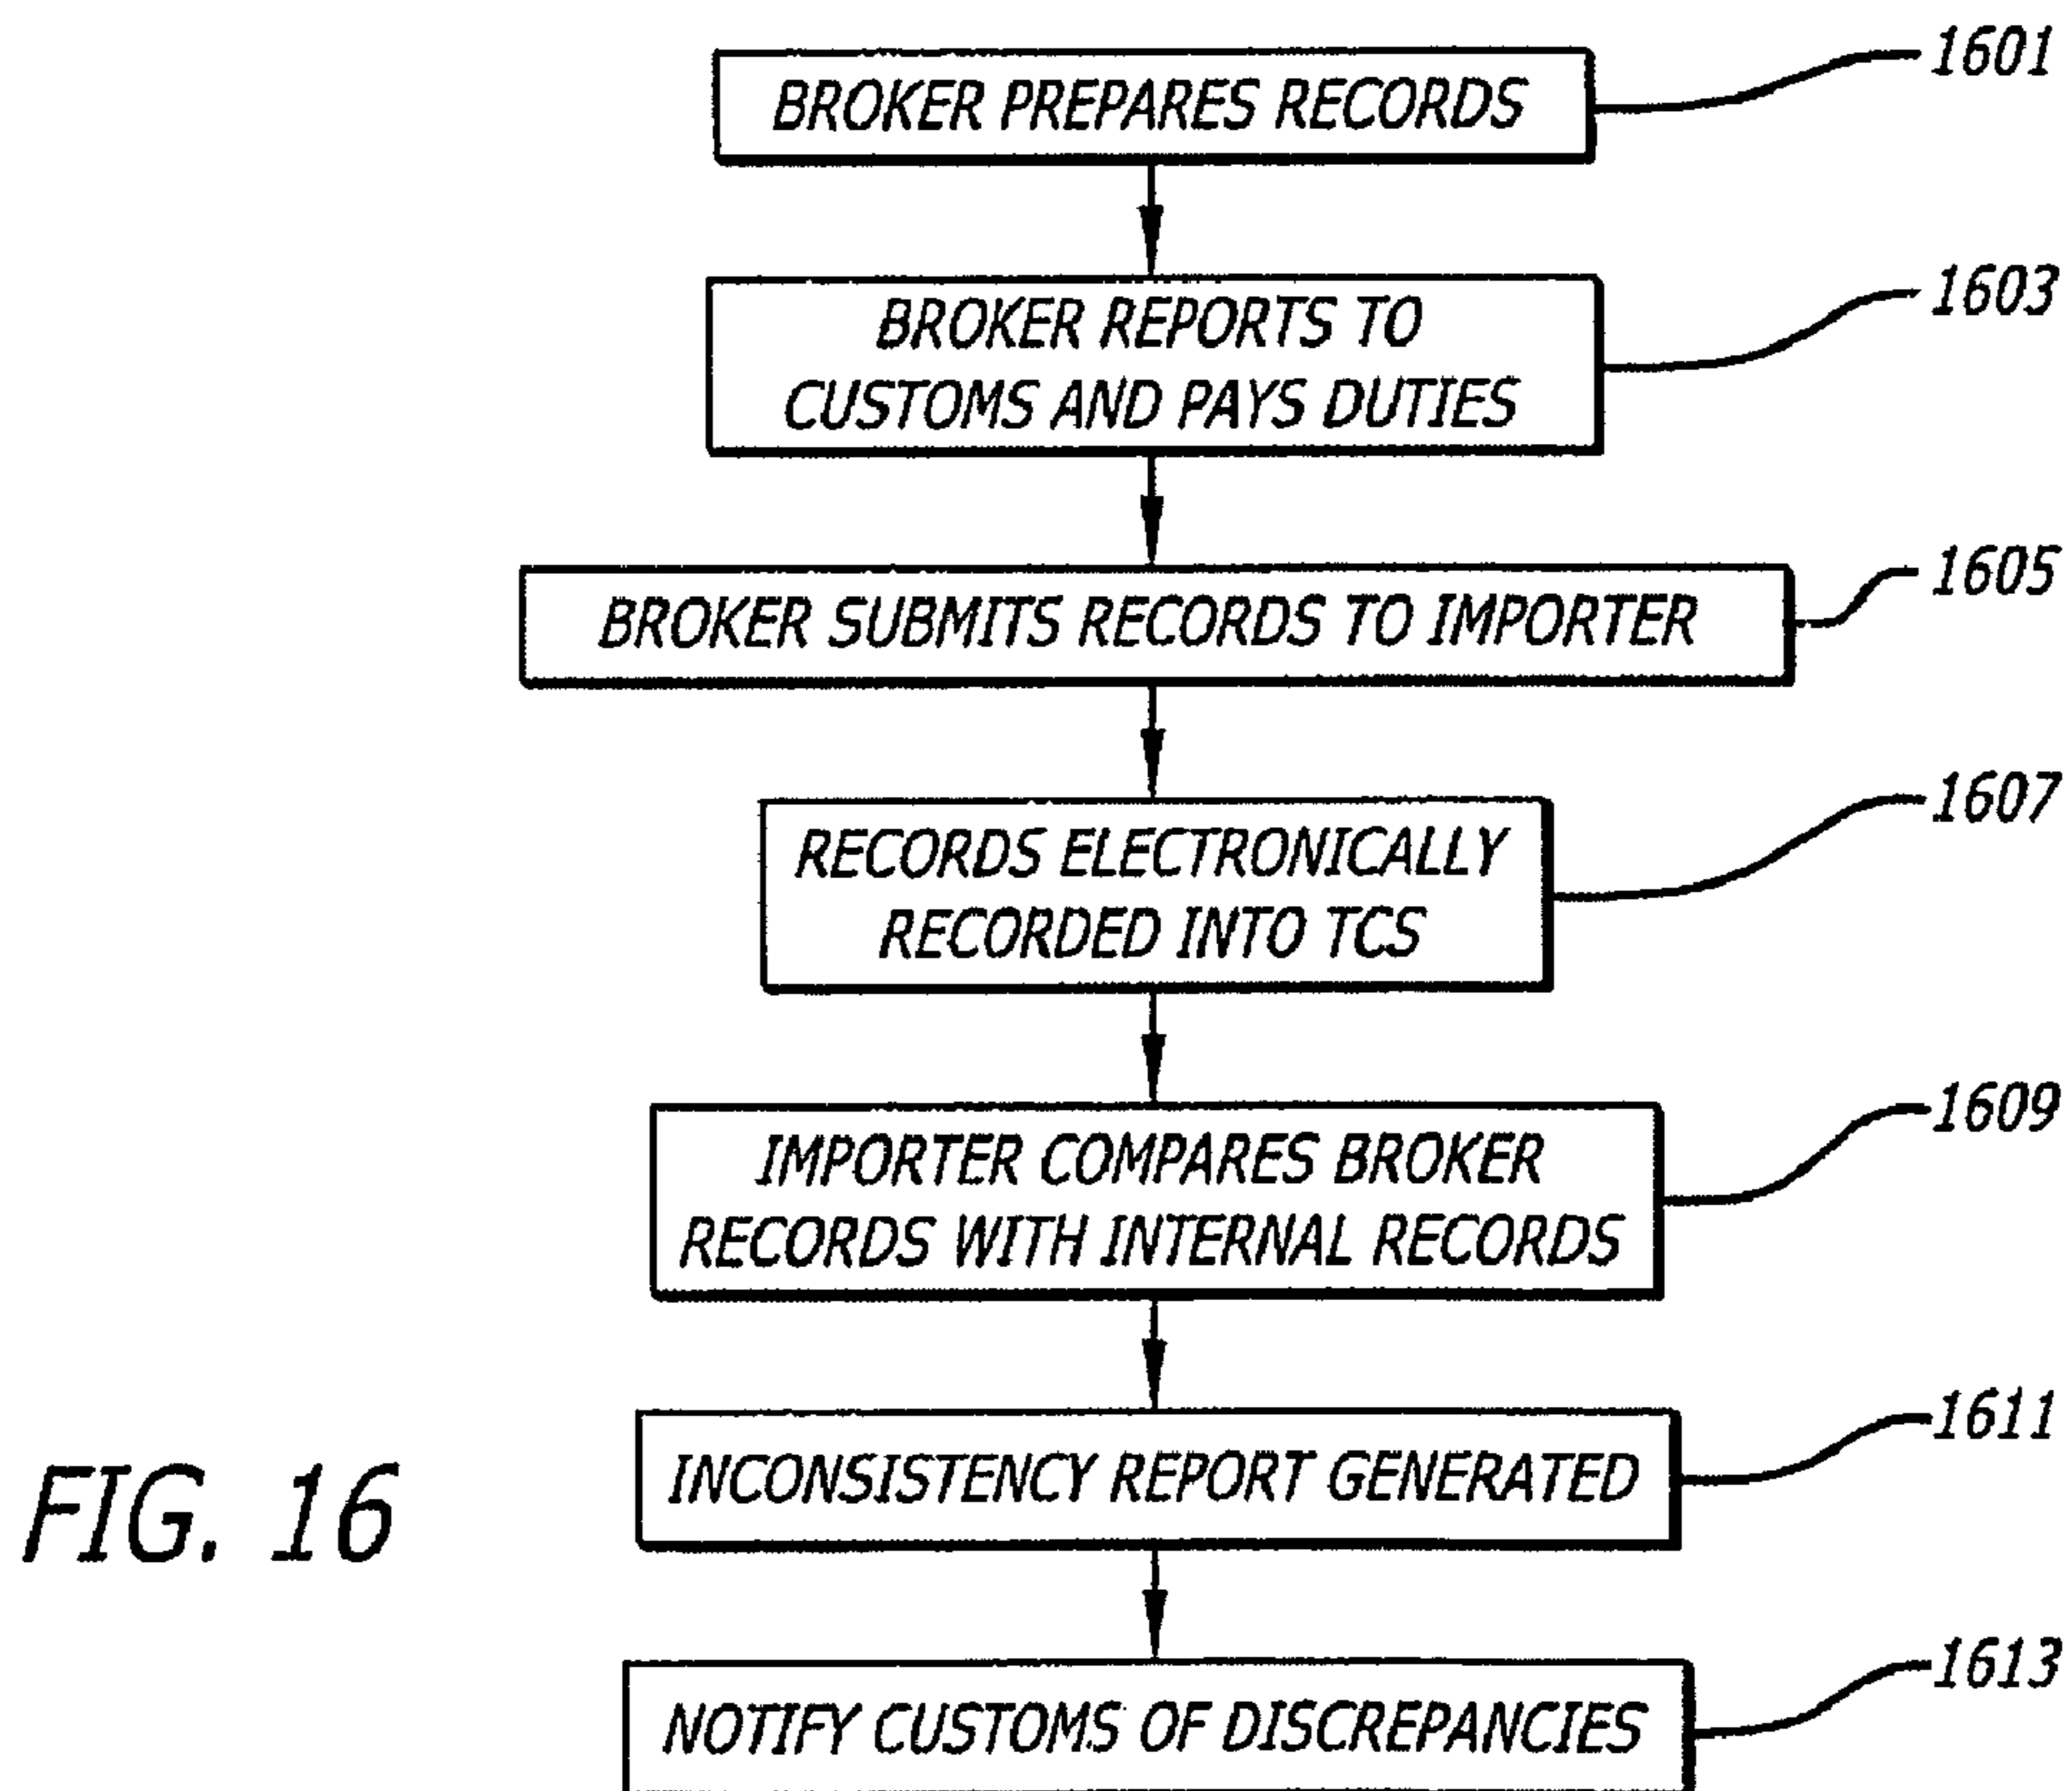 1601
BROKER PREPARES RECORDS
1603
BROKER REPORTS TO
CUSTOMS AND PAYS DUTIES
1605
BROKER SUBMITS RECORDS TO IMPORTER
1607
RECORDS ELECTRONICALLY
RECORDED INTO TCS
1609
IMPORTER COMPARES BROKER
RECORDS WITH INTERNAL RECORDS
1611
INCONSISTENCY REPORT GENERATED
FIG. 16
1613
NOTIFY CUSTOMS OF DISCREPANCIES